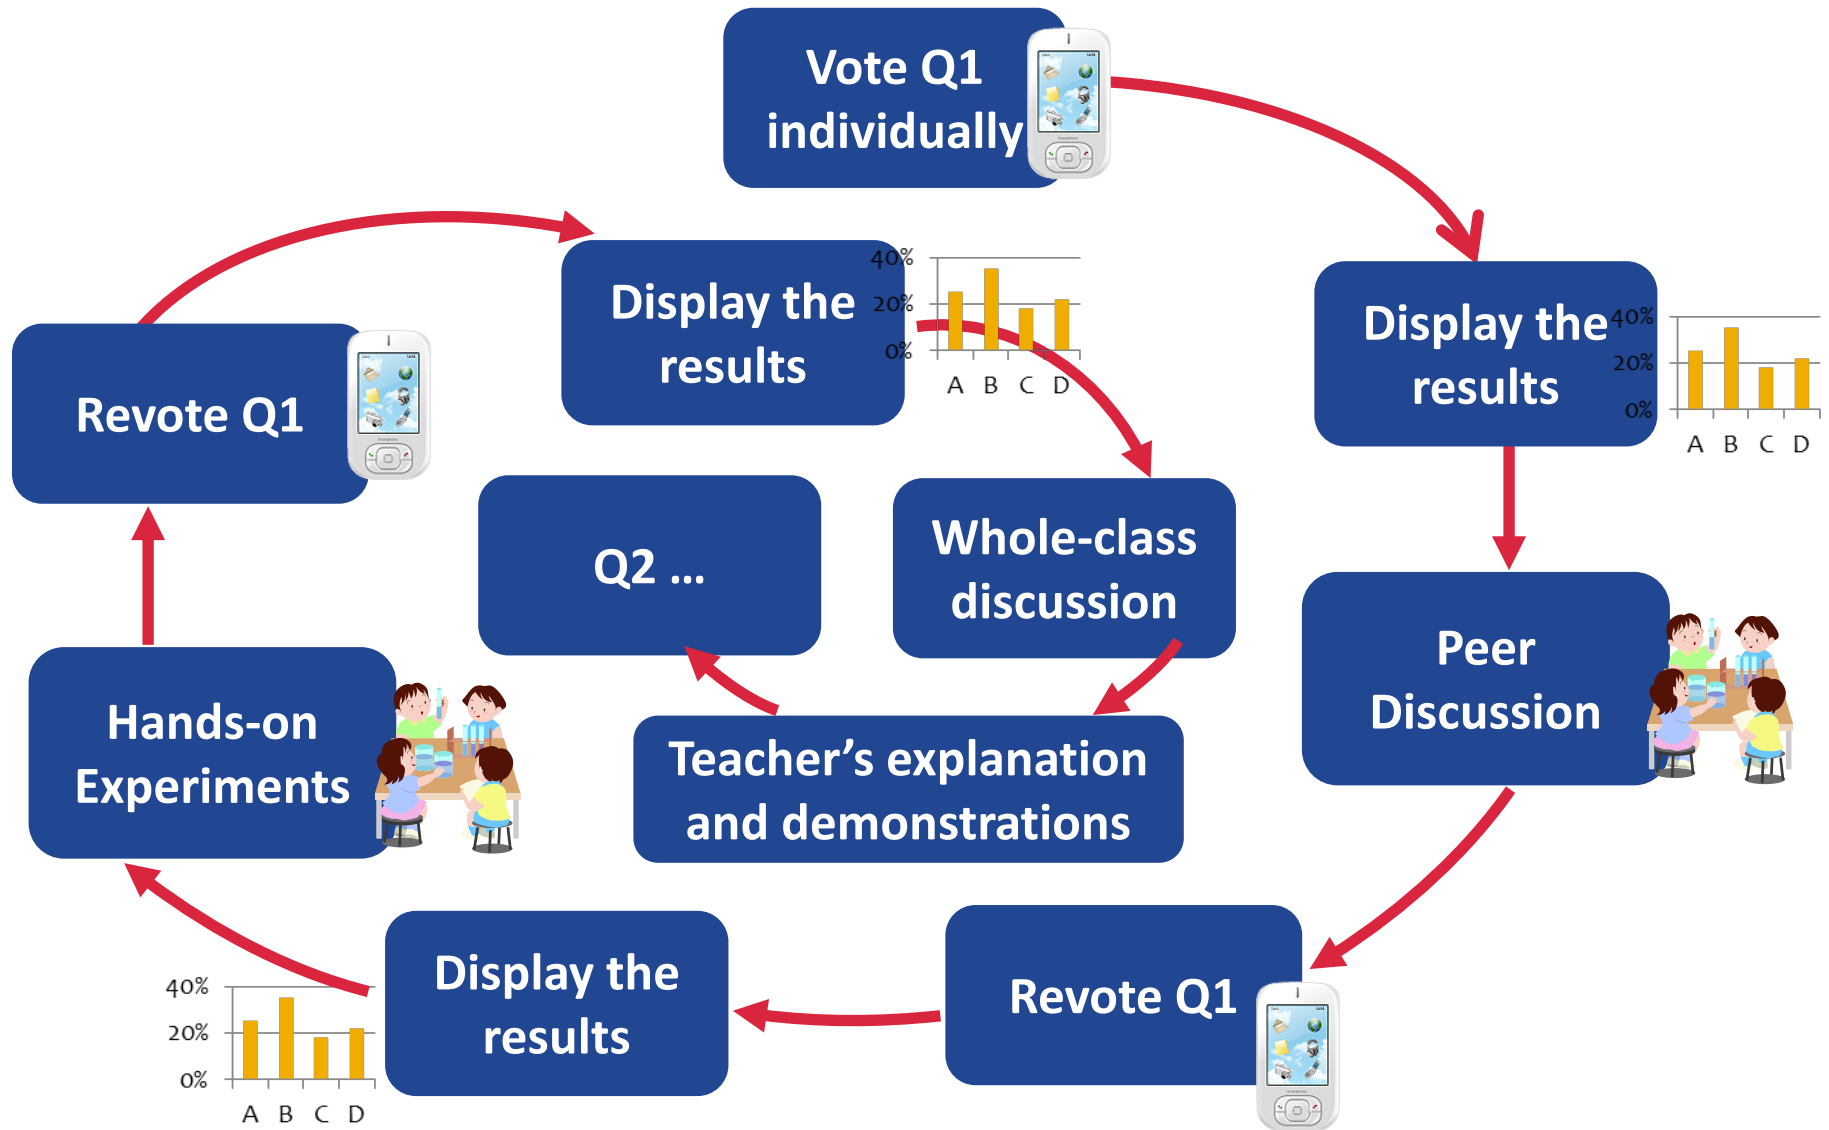 Vote Q1
individually
Display the
results
40%
20%
0%
A B C D
Peer
Discussion
Revote Q1
Display the
results
40%
20%
0%
A B C D
Hands-on
Experiments
Revote Q1
Display the
results
40%
20%
0%
A B C D
Whole-class
discussion
Teacher’s explanation
and demonstrations
Q2 ...